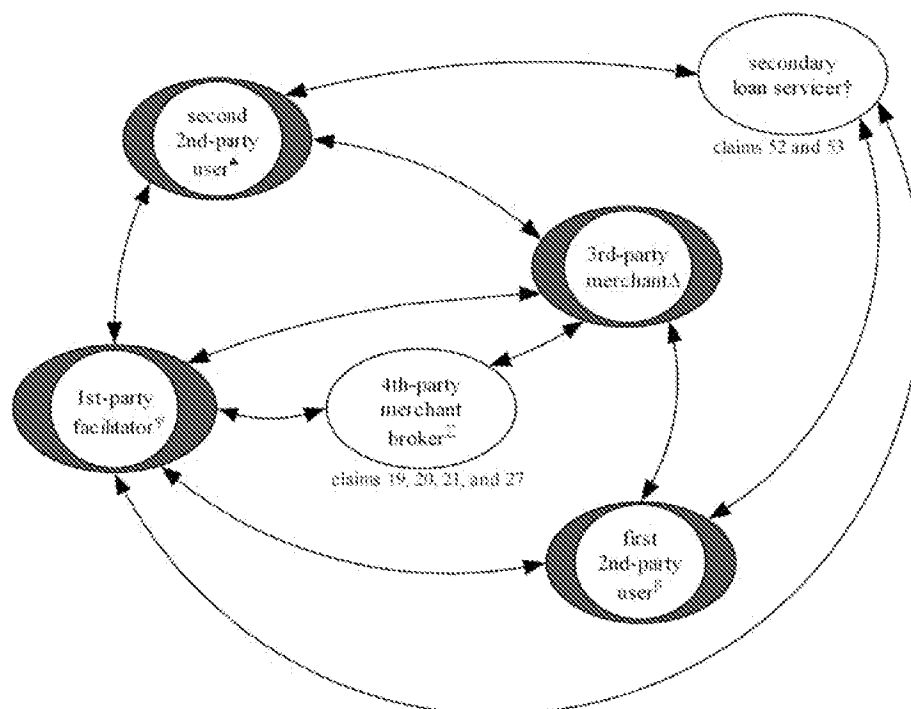 secondary
loan servicer†
claims 52 and 53
second
2nd-party
user
3rd-party
merchantΔ
1st-party
facilitator
4th-party
merchant
broker
claims 19, 20, 21, and 27
first
2nd-party
user